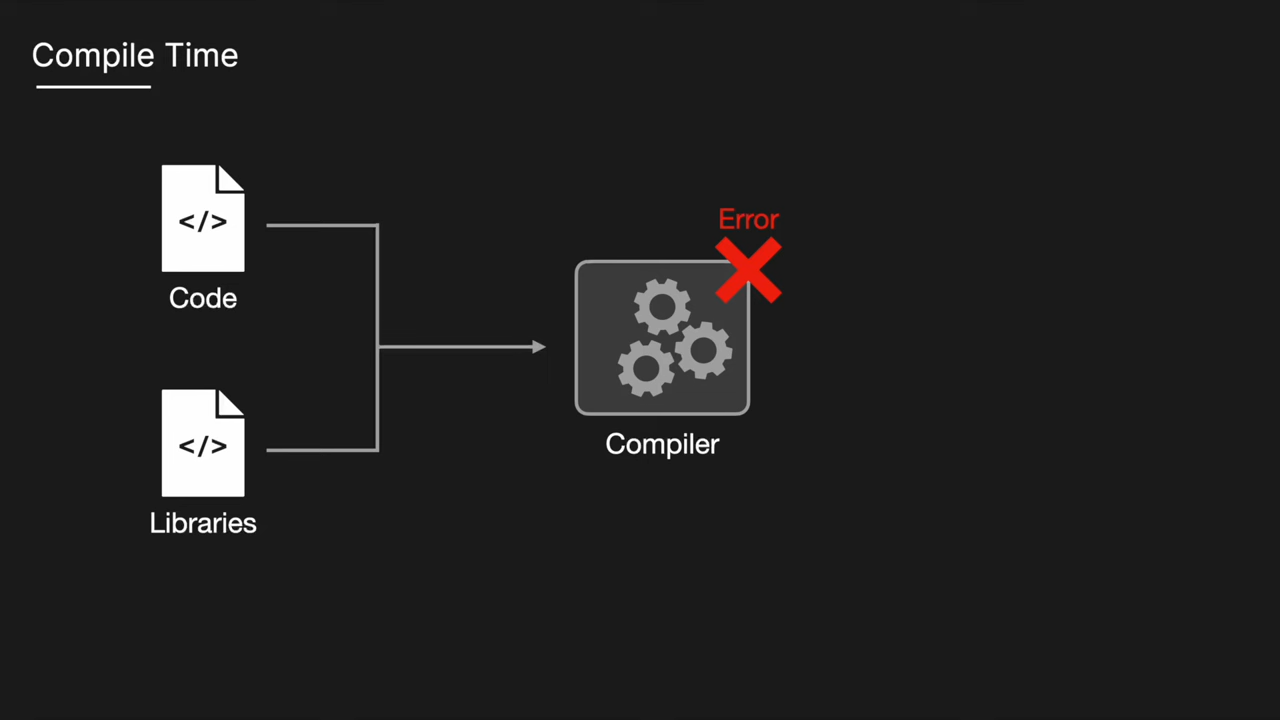 Compile Time
</>
Code
Error
Compiler
</>
Libraries